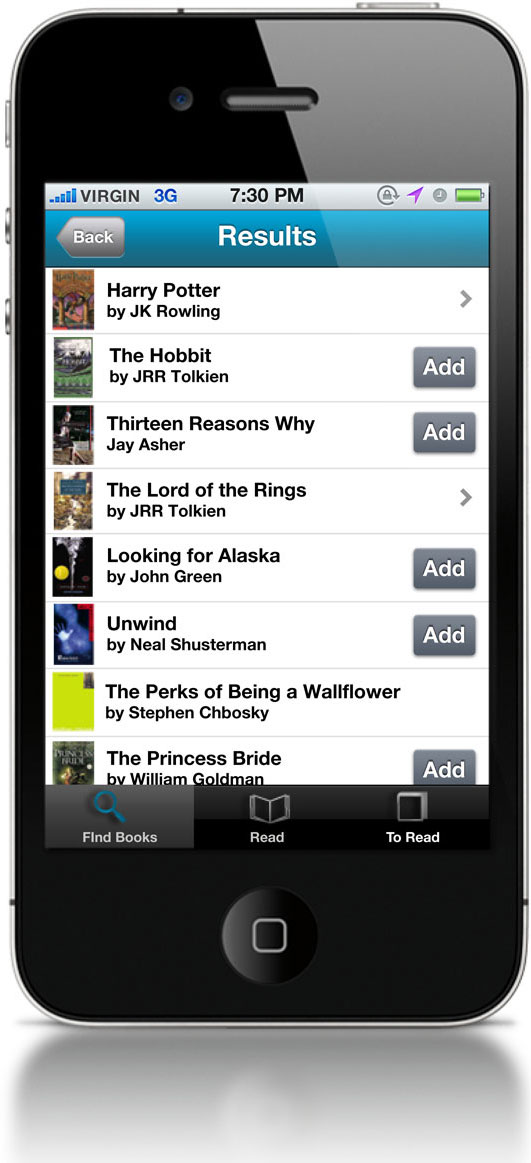 VIRGIN 3G 7:30 PM
Back Results
Harry Potter
by JK Rowling
The Hobbit
by JRR Tolkien
Add
Thirteen Reasons Why
Jay Asher
Add
The Lord of the Rings
by JRR Tolkien
Looking for Alaska
by John Green
Add
Unwind
by Neal Shusterman
Add
The Perks of Being a Wallflower
by Stephen Chbosky
The Princess Bride
by William Goldman
Add
PRINCESS
BRIDE
FInd Books Read To Read